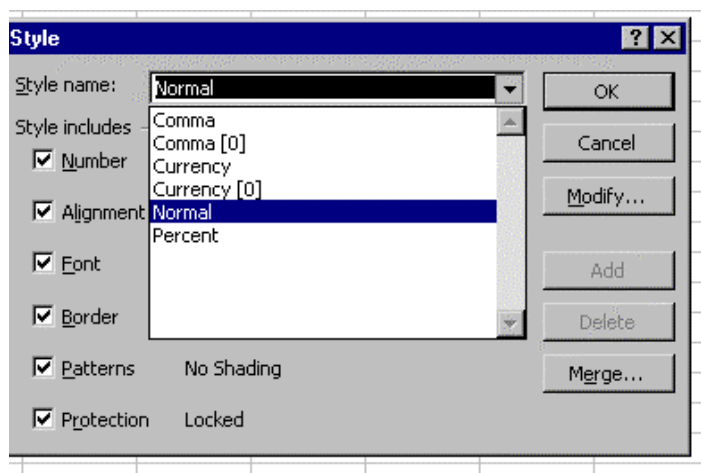 Style
Style name: Normal
OK
Style includes
Comma
Comma [0]
Currency
Currency [0]
Normal
Percent
Cancel
Number
Modify...
Alignment
Font
Add
Border
Delete
Patterns No Shading
Merge...
Protection Locked